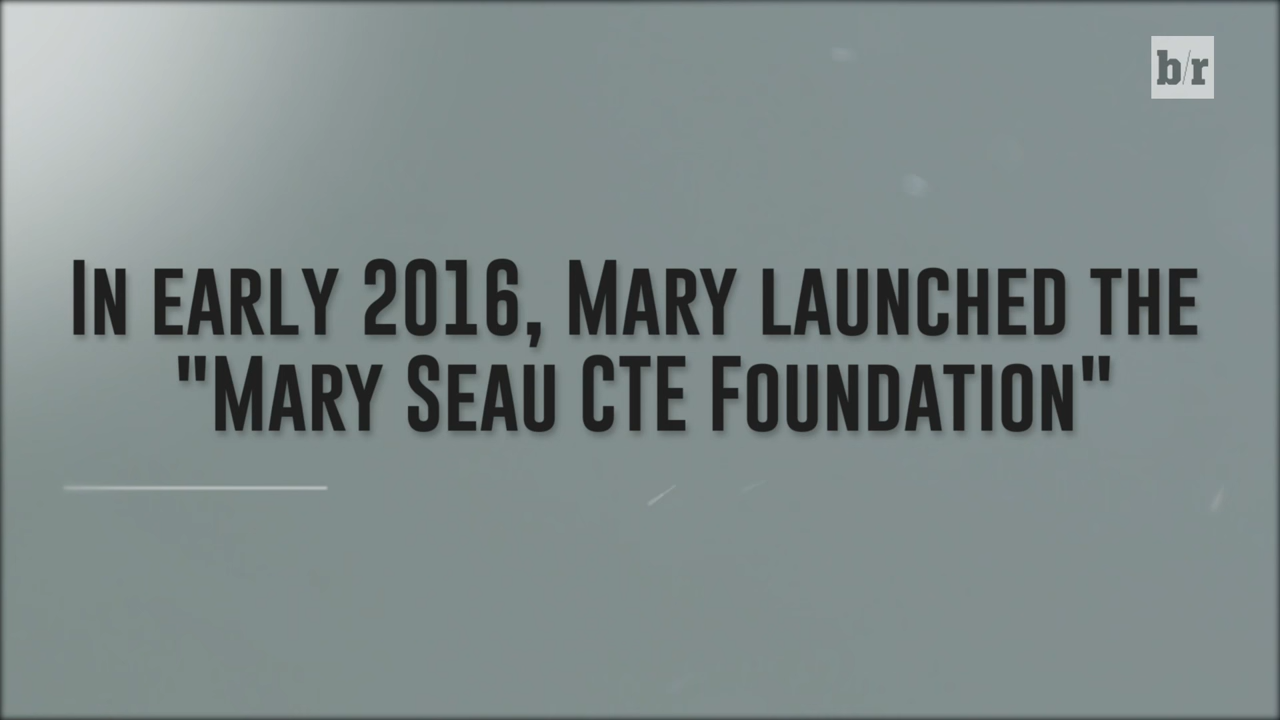 b/r
In early 2016, Mary launched the
"Mary Seau CTE Foundation"